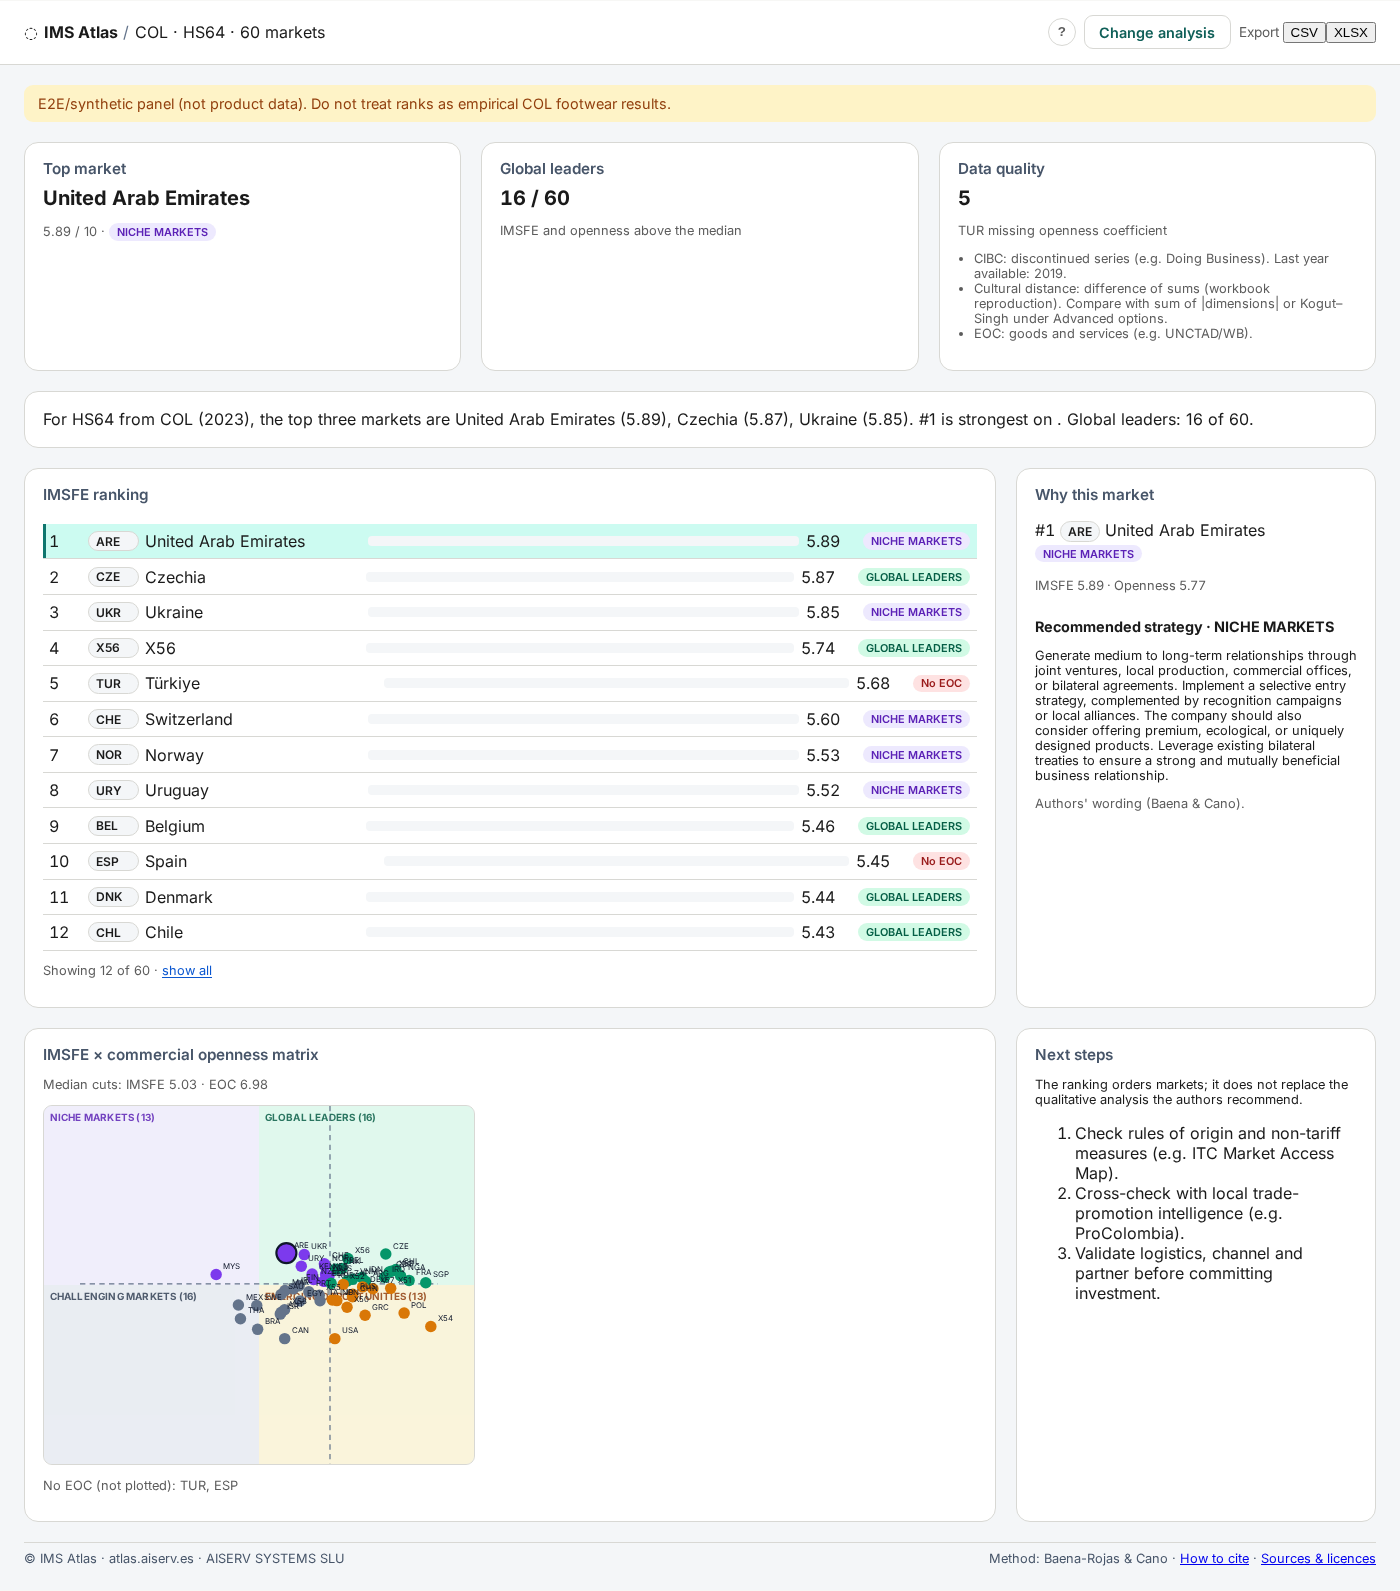 IMS Atlas / COL · HS64 · 60 markets
?
Change analysis
Export CSV XLSX
E2E/synthetic panel (not product data). Do not treat ranks as empirical COL footwear results.
Top market
United Arab Emirates
5.89 / 10 · NICHE MARKETS
Global leaders
16 / 60
IMSFE and openness above the median
Data quality
5
TUR missing openness coefficient
• CIBC: discontinued series (e.g. Doing Business). Last year
available: 2019.
• Cultural distance: difference of sums (workbook
reproduction). Compare with sum of |dimensions| or Kogut–
Singh under Advanced options.
• EOC: goods and services (e.g. UNCTAD/WB).
For HS64 from COL (2023), the top three markets are United Arab Emirates (5.89), Czechia (5.87), Ukraine (5.85). #1 is strongest on . Global leaders: 16 of 60.
IMSFE ranking
1 ARE United Arab Emirates 5.89 NICHE MARKETS
2 CZE Czechia 5.87 GLOBAL LEADERS
3 UKR Ukraine 5.85 NICHE MARKETS
4 X56 X56 5.74 GLOBAL LEADERS
5 TUR Türkiye 5.68 No EOC
6 CHE Switzerland 5.60 NICHE MARKETS
7 NOR Norway 5.53 NICHE MARKETS
8 URY Uruguay 5.52 NICHE MARKETS
9 BEL Belgium 5.46 GLOBAL LEADERS
10 ESP Spain 5.45 No EOC
11 DNK Denmark 5.44 GLOBAL LEADERS
12 CHL Chile 5.43 GLOBAL LEADERS
Showing 12 of 60 · show all
Why this market
#1 ARE United Arab Emirates
NICHE MARKETS
IMSFE 5.89 · Openness 5.77
Recommended strategy · NICHE MARKETS
Generate medium to long-term relationships through
joint ventures, local production, commercial offices,
or bilateral agreements. Implement a selective entry
strategy, complemented by recognition campaigns
or local alliances. The company should also
consider offering premium, ecological, or uniquely
designed products. Leverage existing bilateral
treaties to ensure a strong and mutually beneficial
business relationship.
Authors' wording (Baena & Cano).
IMSFE × commercial openness matrix
Median cuts: IMSFE 5.03 · EOC 6.98
NICHE MARKETS (13)
GLOBAL LEADERS (16)
ARE
UKR
X56
CZE
URY
MYS
FRA
SGP
CHALLENGING MARKETS (16)
MEX
THA
BRA
CAN
USA
GRC
POL
X54
No EOC (not plotted): TUR, ESP
Next steps
The ranking orders markets; it does not replace the
qualitative analysis the authors recommend.
1. Check rules of origin and non-tariff
measures (e.g. ITC Market Access
Map).
2. Cross-check with local trade-
promotion intelligence (e.g.
ProColombia).
3. Validate logistics, channel and
partner before committing
investment.
© IMS Atlas · atlas.aiserv.es · AISERV SYSTEMS SLU
Method: Baena-Rojas & Cano · How to cite · Sources & licences